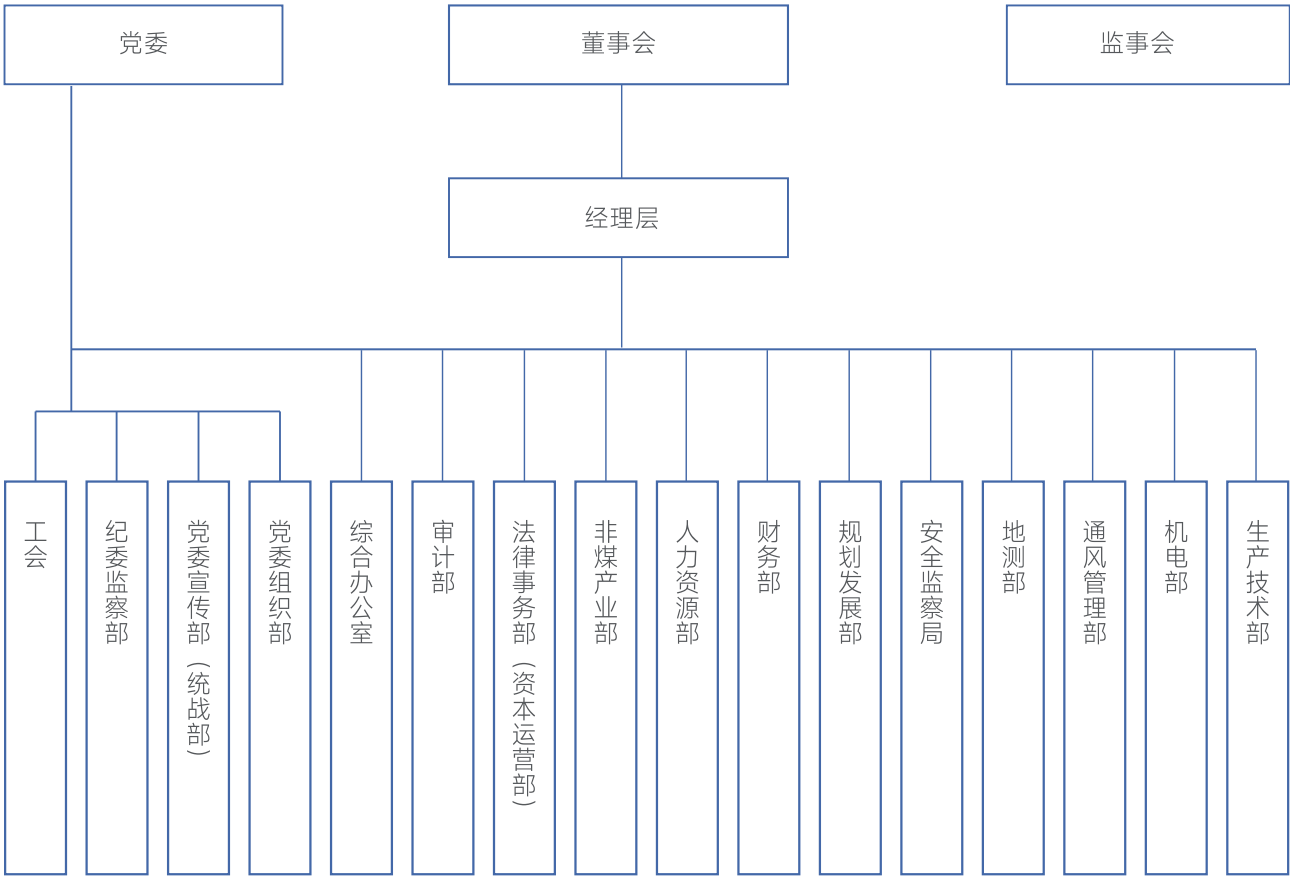 党委
董事会
监事会
经理层
工会
纪委监察部
党委宣传部（统战部）
党委组织部
综合办公室
审计部
法律事务部（资本运营部）
非煤产业部
人力资源部
财务部
规划发展部
安全监察局
地测部
通风管理部
机电部
生产技术部